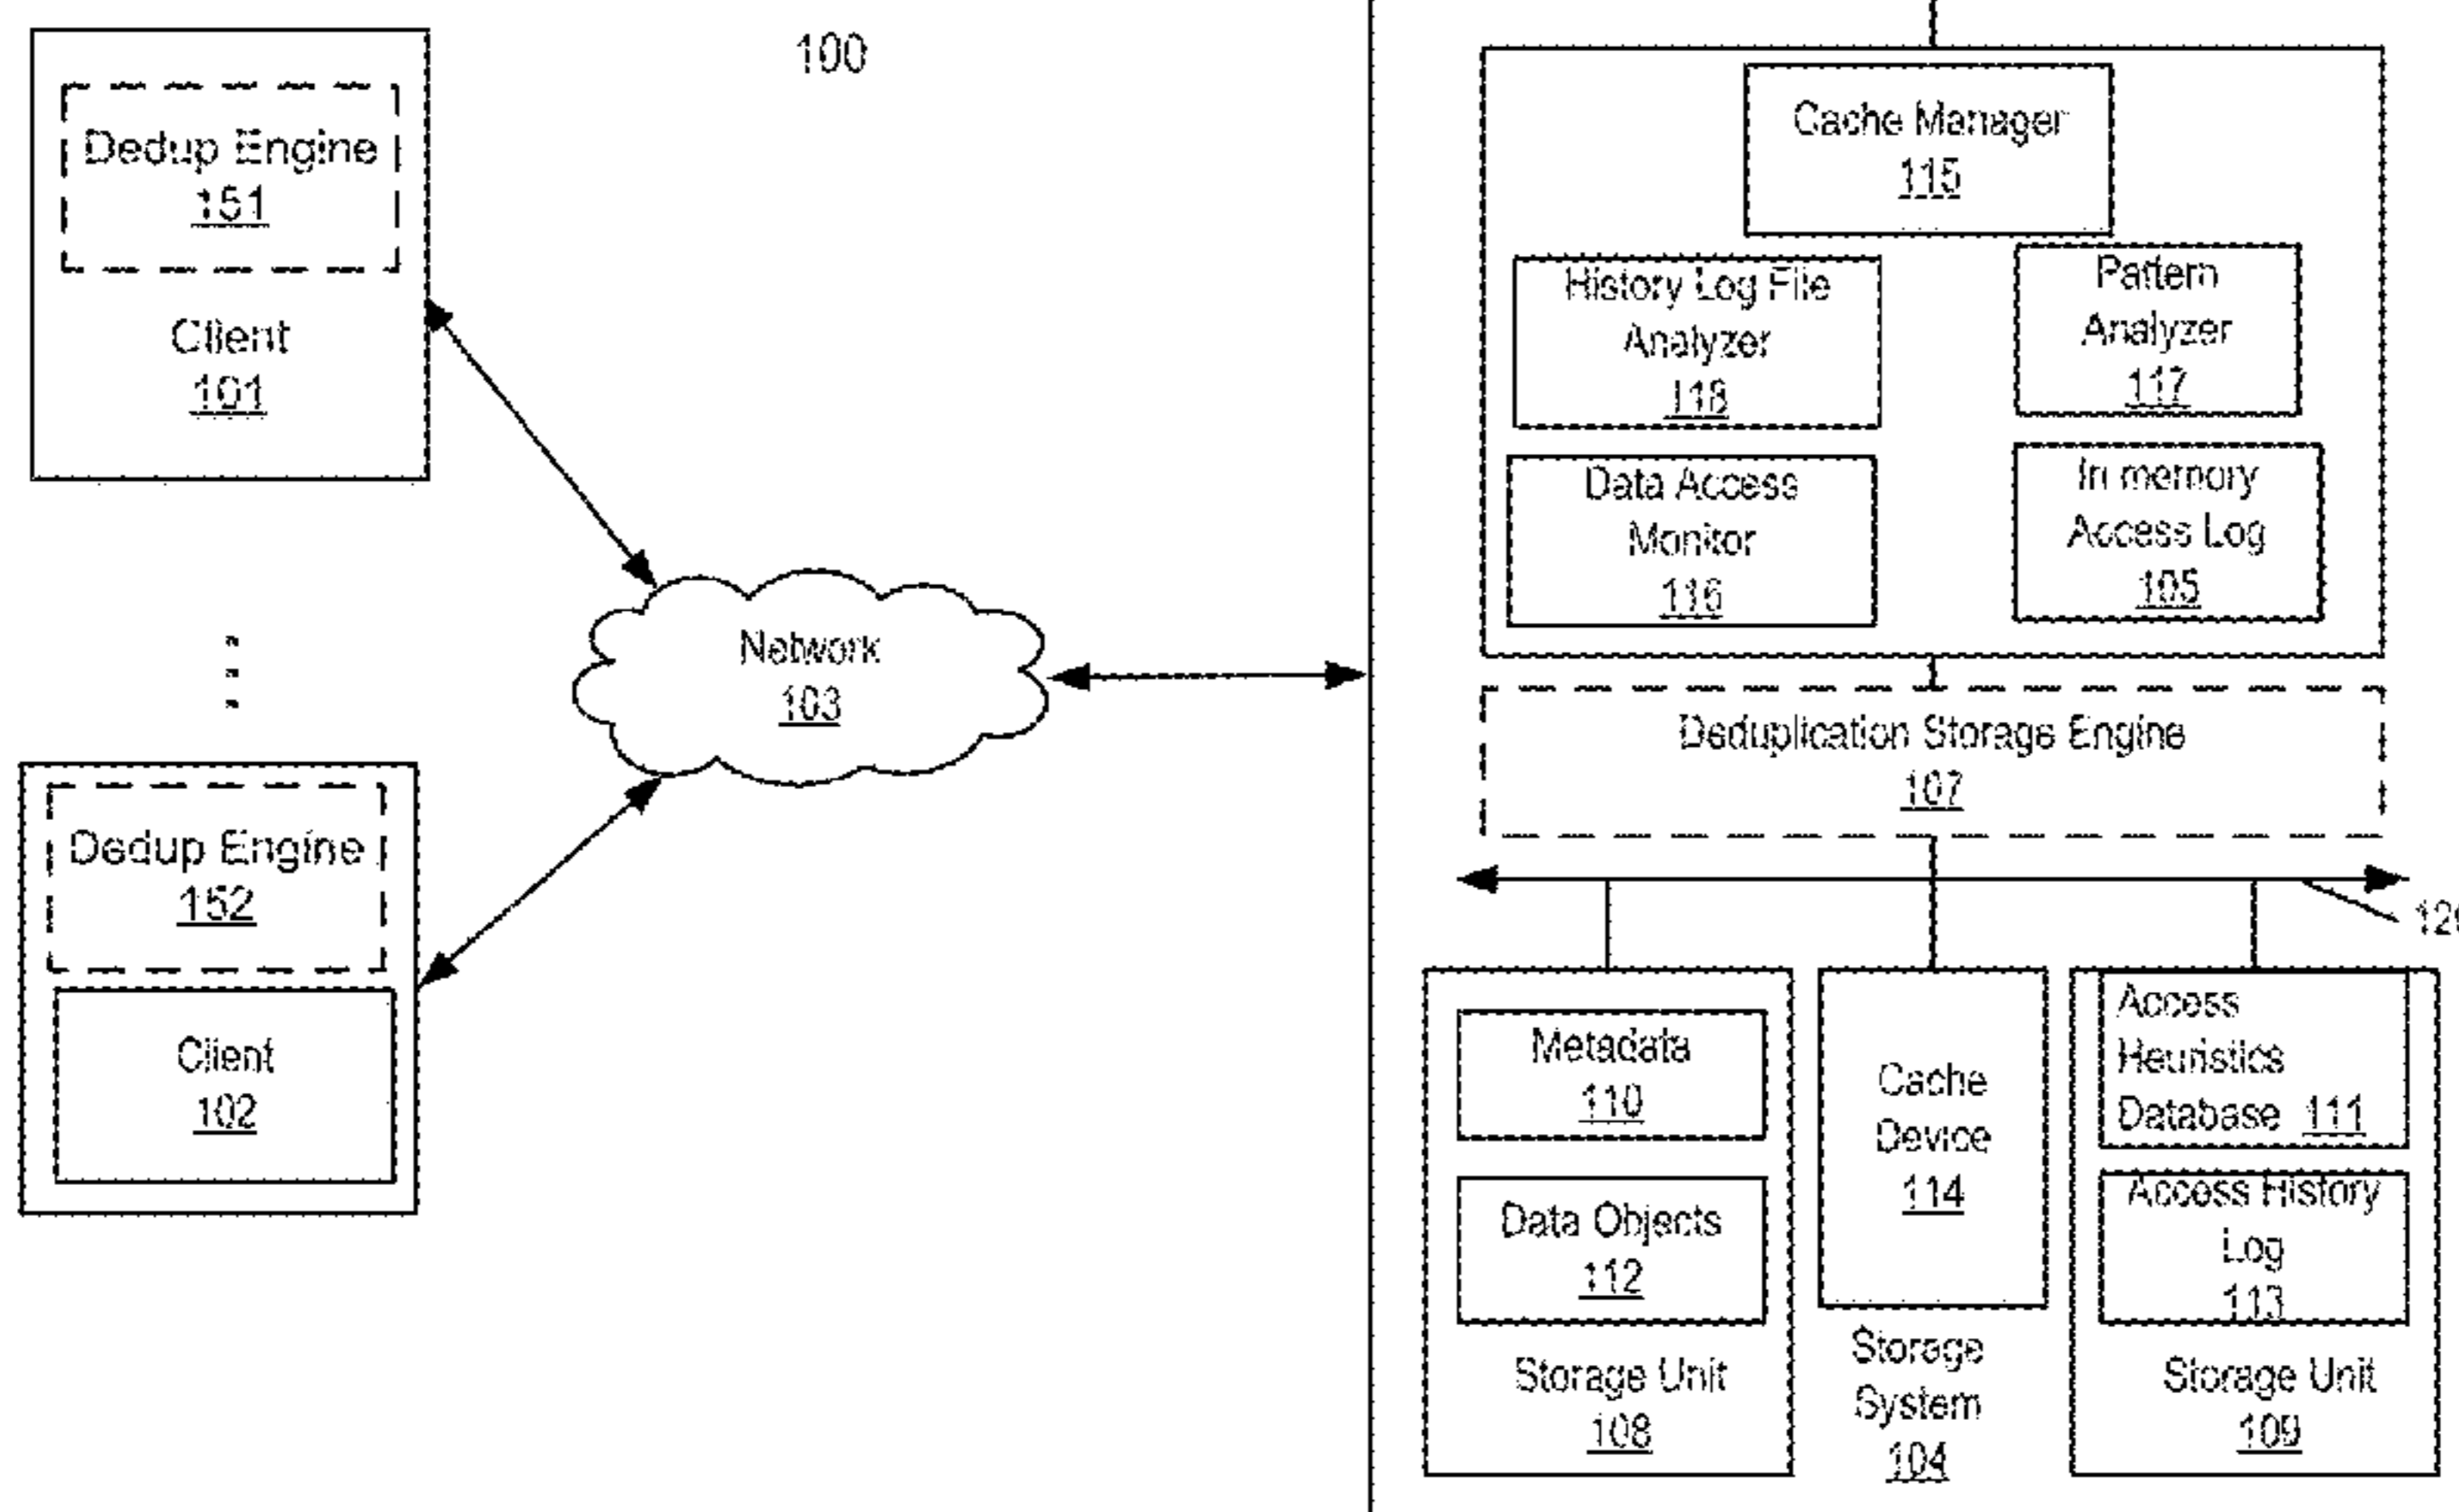 100
Dedup Engine
151
Client
101
Network
103
Dedup Engine
152
Client
102
Cache Manager
115
History Log File
Analyzer
118
Pattern
Analyzer
117
Data Access
Monitor
116
In memory
Access Log
105
Deduplication Storage Engine
107
Metadata
110
Data Objects
112
Storage Unit
108
Cache
Device
114
Storage
System
104
Access
Heuristics
Database 111
Access History
Log
113
Storage Unit
109